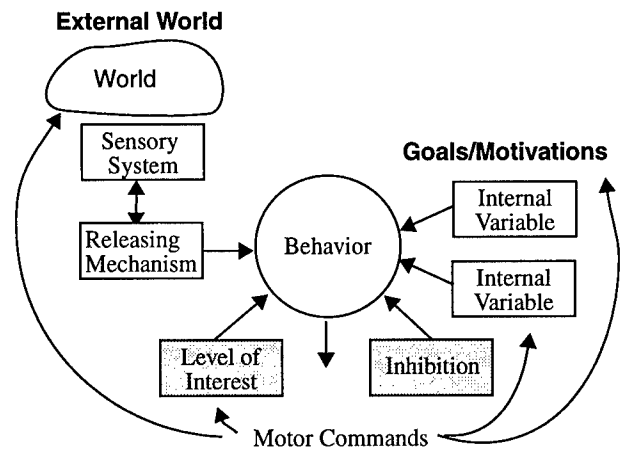 External World
World
Sensory
System
Goals/Motivations
Internal
Variable
Releasing
Mechanism
Behavior
Internal
Variable
Level of
Interest
Inhibition
Motor Commands